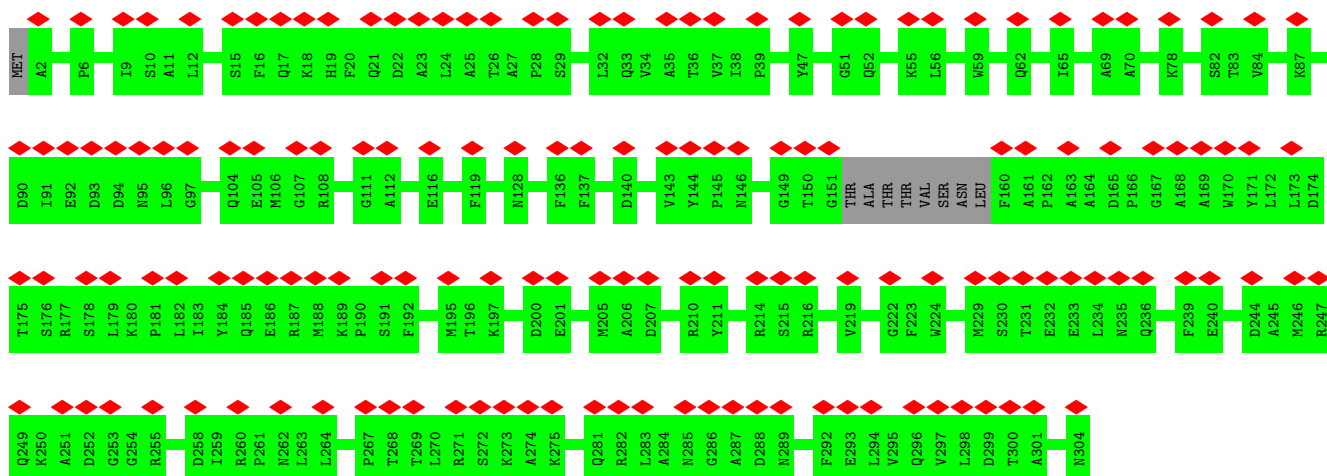 MET A2 P6 I9 S10 A11 L12 S15 F16 Q17 K18 H19 F20 Q21 D22 A23 L24 A25 T26 A27 P28 S29 L32 Q33 V34 A35 T36 V37 I38 P39 Y47 G51 Q52 K55 L56 W59 Q62 I65 A69 A70 K78 S82 T83 V84 K87
D90 I91 E92 D93 D94 N95 L96 G97 Q104 E105 M106 G107 R108 G111 A112 E116 F119 N128 F136 F137 D140 V143 Y144 P145 N146 G149 T150 G151 THR ALA THR THR VAL SER ASN LEU F160 A161 P162 A163 A164 D165 P166 G167 A168 A169 W170 Y171 L172 L173 D174
T175 S176 R177 S178 L179 K180 P181 L182 I183 Y184 Q185 E186 R187 M188 K189 P190 S191 F192 M195 T196 K197 D200 E201 M205 A206 D207 R210 Y211 R214 S215 R216 V219 G222 F223 W224 M229 S230 T231 E232 E233 L234 N235 Q236 F239 E240 D244 A245 M246 R247
Q249 K250 A251 D252 G253 G254 R255 D258 I259 R260 P261 N262 L263 L264 P267 T268 T269 L270 R271 S272 K273 A274 K275 Q281 R282 L283 A284 N285 G286 A287 D288 N289 F292 E293 L294 V295 Q296 V297 L298 D299 T300 A301 N304